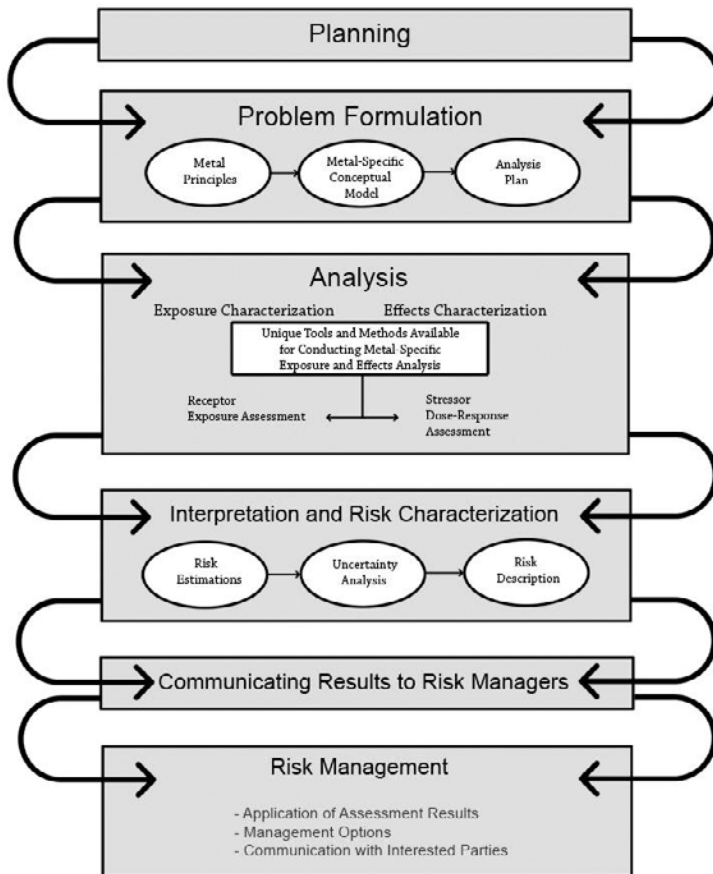 Planning
Problem Formulation
Metal
Principles
Metal-Specific
Conceptual
Model
Analysis
Plan
Analysis
Exposure Characterization
Effects Characterization
Unique Tools and Methods Available
for Conducting Metal-Specific
Exposure and Effects Analysis
Receptor
Exposure Assessment
Stressor
Dose-Response
Assessment
Interpretation and Risk Characterization
Risk
Estimations
Uncertainty
Analysis
Risk
Description
Communicating Results to Risk Managers
Risk Management
- Application of Assessment Results
- Management Options
- Communication with Interested Parties